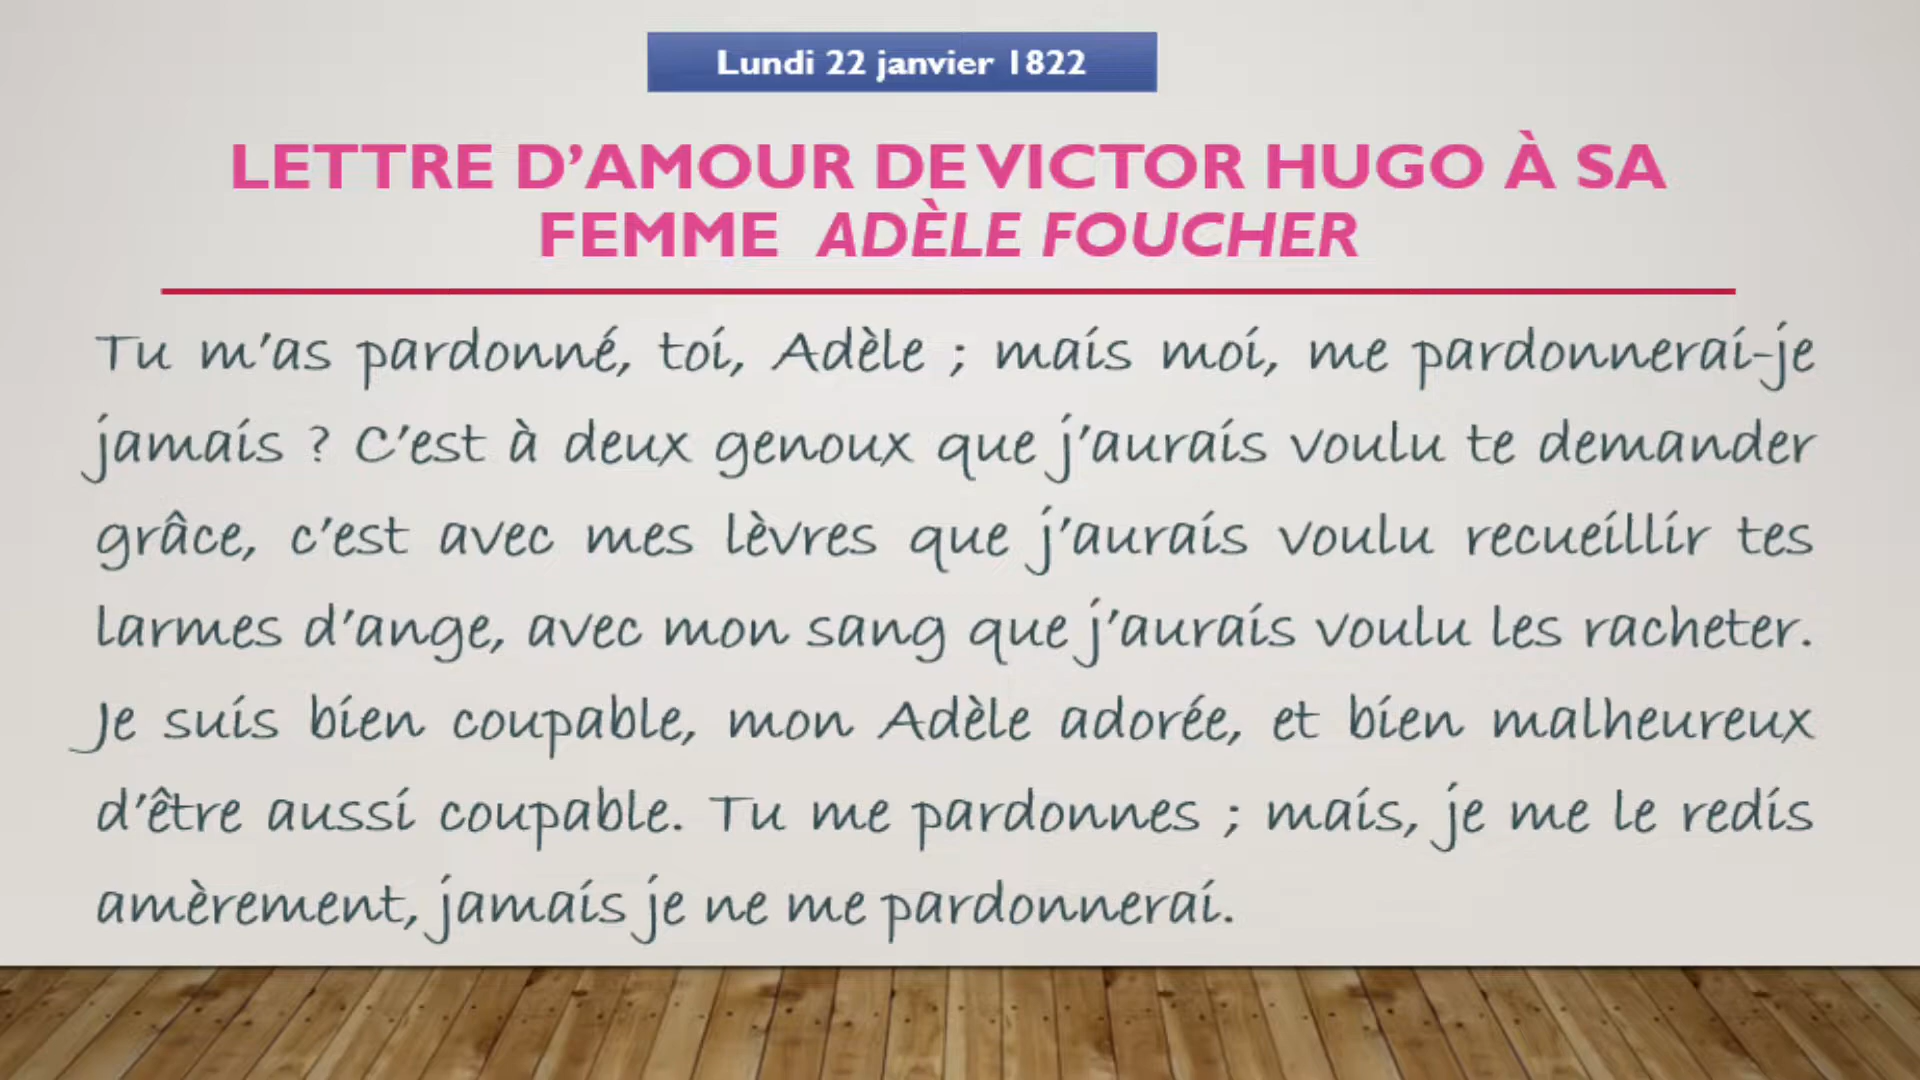 Lundi 22 janvier 1822
LETTRE D’AMOUR DE VICTOR HUGO À SA
FEMME ADÈLE FOUCHER
Tu m’as pardonné, toi, Adèle ; mais moi, me pardonnerai-je
jamais ? C’est à deux genoux que j’aurais voulu te demander
grâce, c’est avec mes lèvres que j’aurais voulu recueillir tes
larmes d’ange, avec mon sang que j’aurais voulu les racheter.
Je suis bien coupable, mon Adèle adorée, et bien malheureux
d’être aussi coupable. Tu me pardonnes ; mais, je me le redis
amèrement, jamais je ne me pardonnerai.